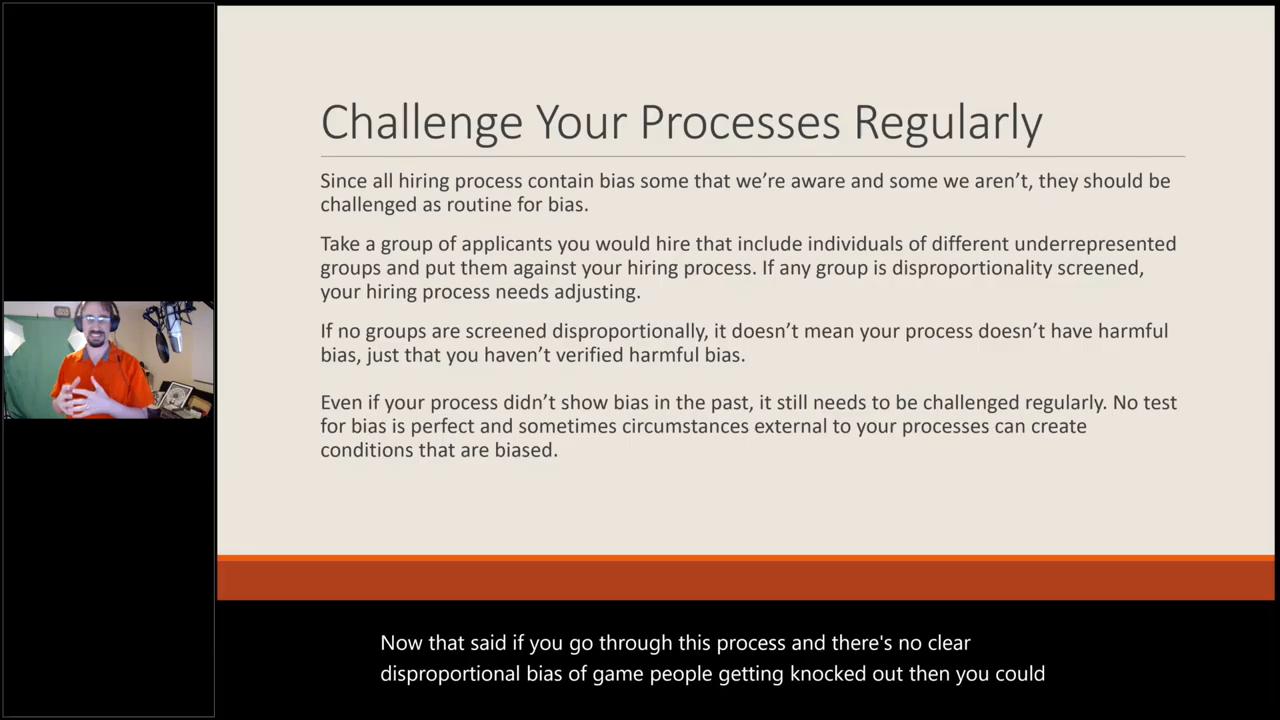 Challenge Your Processes Regularly
Since all hiring process contain bias some that we're aware and some we aren't, they should be
challenged as routine for bias.
Take a group of applicants you would hire that include individuals of different underrepresented
groups and put them against your hiring process. If any group is disproportionality screened,
your hiring process needs adjusting.
If no groups are screened disproportionally, it doesn't mean your process doesn't have harmful
bias, just that you haven't verified harmful bias.
Even if your process didn't show bias in the past, it still needs to be challenged regularly. No test
for bias is perfect and sometimes circumstances external to your processes can create
conditions that are biased.
Now that said if you go through this process and there's no clear
disproportional bias of game people getting knocked out then you could